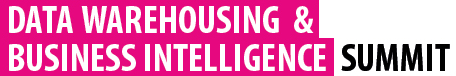 DATA WAREHOUSING &
BUSINESS INTELLIGENCE SUMMIT